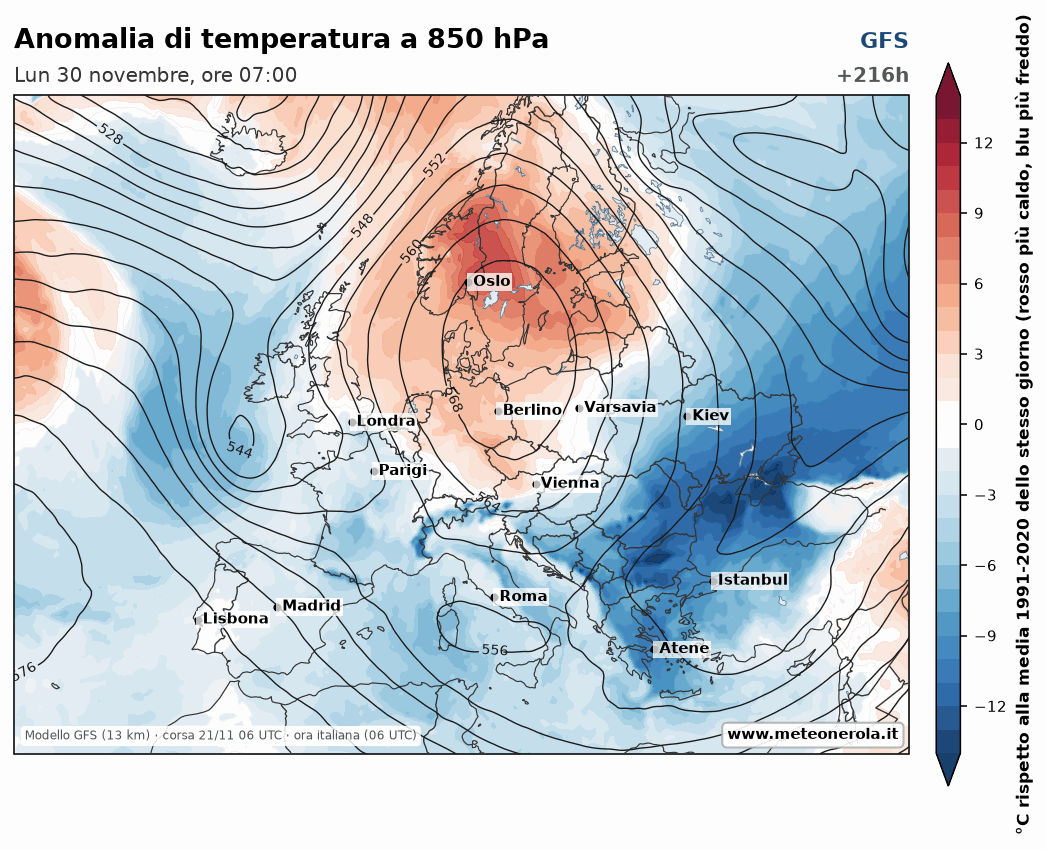 Anomalia di temperatura a 850 hPa
GFS
Lun 30 novembre, ore 07:00
+216h
528
552
548
560
Oslo
568
Berlino
Varsavia
Kiev
Londra
544
Parigi
Vienna
Istanbul
Roma
Madrid
Lisbona
Atene
556
576
Modello GFS (13 km) · corsa 21/11 06 UTC · ora italiana (06 UTC)
www.meteonerola.it
12
9
6
3
0
−3
−6
−9
−12
°C rispetto alla media 1991-2020 dello stesso giorno (rosso più caldo, blu più freddo)